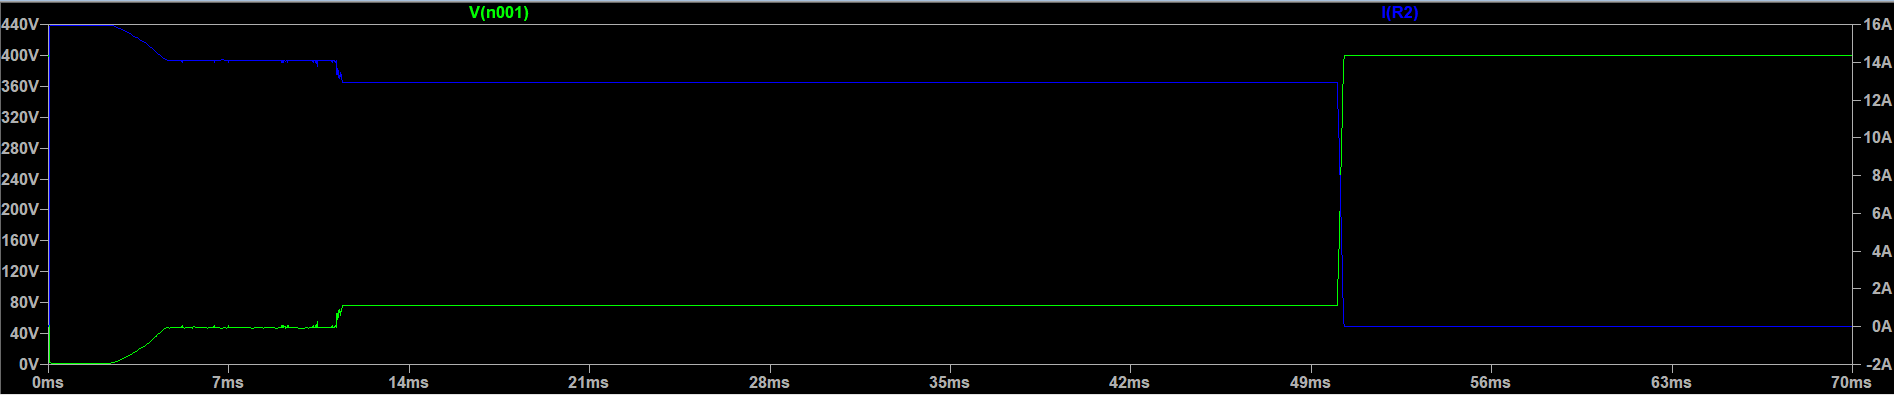 V(n001) I(R2)
440V 16A
400V 14A
360V 12A
320V 10A
280V 8A
240V 6A
200V 4A
160V 2A
120V 0A
80V -2A
40V
0V
0ms 7ms 14ms 21ms 28ms 35ms 42ms 49ms 56ms 63ms 70ms